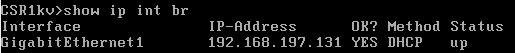 CSR1kv>show ip int br
Interface              IP-Address      OK? Method Status
GigabitEthernet1       192.168.197.131 YES DHCP   up